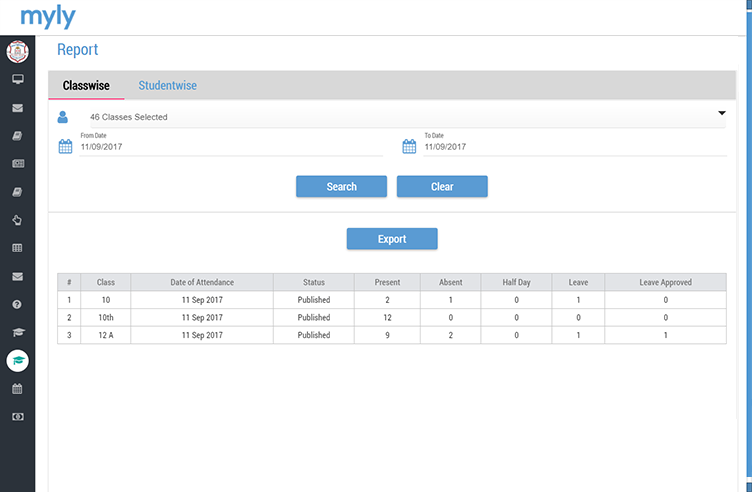 myly
Report
Classwise Studentwise
46 Classes Selected
From Date To Date
11/09/2017 11/09/2017
Search Clear
Export
# Class Date of Attendance Status Present Absent Half Day Leave Leave Approved
1 10 11 Sep 2017 Published 2 1 0 1 0
2 10th 11 Sep 2017 Published 12 0 0 0 0
3 12 A 11 Sep 2017 Published 9 2 0 1 1